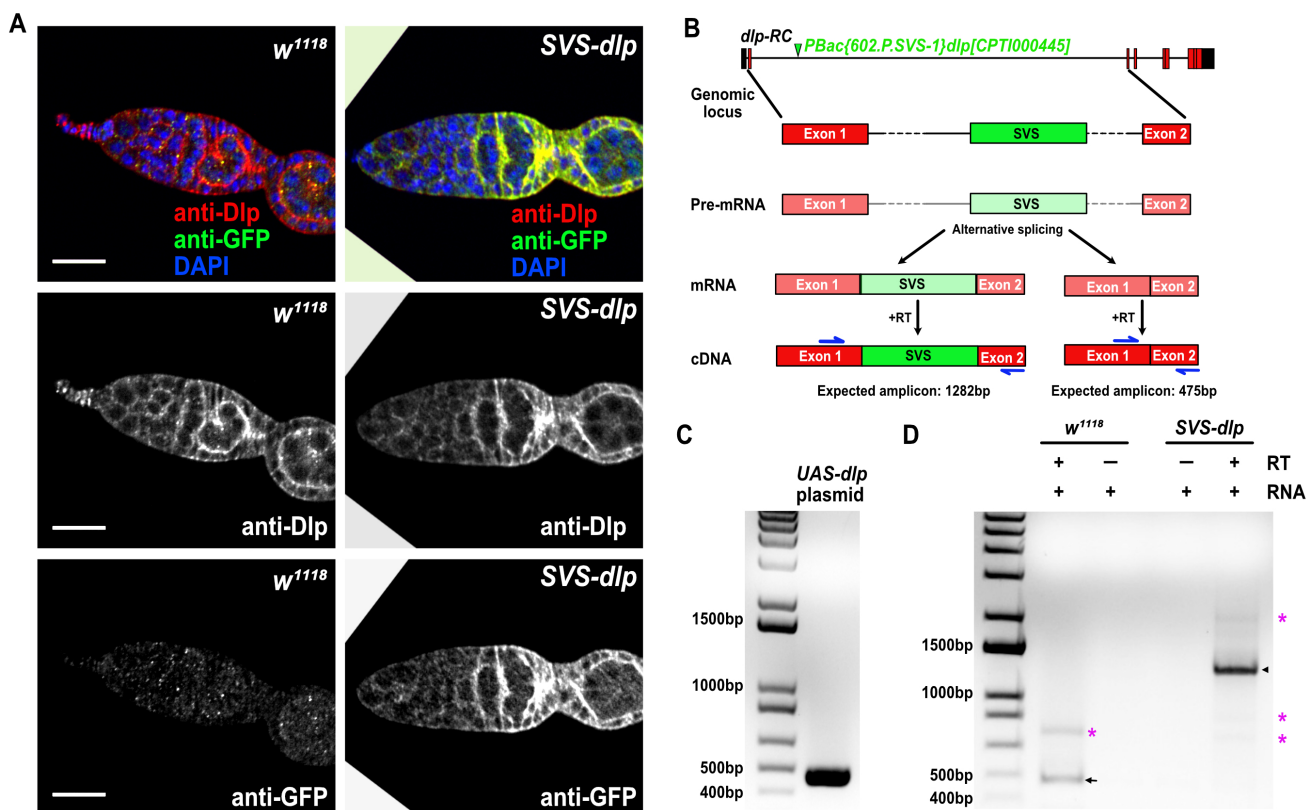 A
w1118
anti-Dlp
anti-GFP
DAPI
SVS-dlp
anti-Dlp
anti-GFP
DAPI
w1118
anti-Dlp
SVS-dlp
anti-Dlp
w1118
anti-GFP
SVS-dlp
anti-GFP
B
dlp-RC
PBac{602.P.SVS-1}dlp[CPTI000445]
Genomic
locus
Exon 1
SVS
Exon 2
Pre-mRNA
Exon 1
SVS
Exon 2
Alternative splicing
mRNA
Exon 1
SVS
Exon 2
Exon 1
Exon 2
+RT
+RT
cDNA
Exon 1
SVS
Exon 2
Exon 1
Exon 2
Expected amplicon: 1282bp
Expected amplicon: 475bp
C
UAS-dlp
plasmid
1500bp
1000bp
500bp
400bp
D
w1118
SVS-dlp
+ – – + RT
+ + + + RNA
1500bp
1000bp
500bp
400bp
*
*
*
*